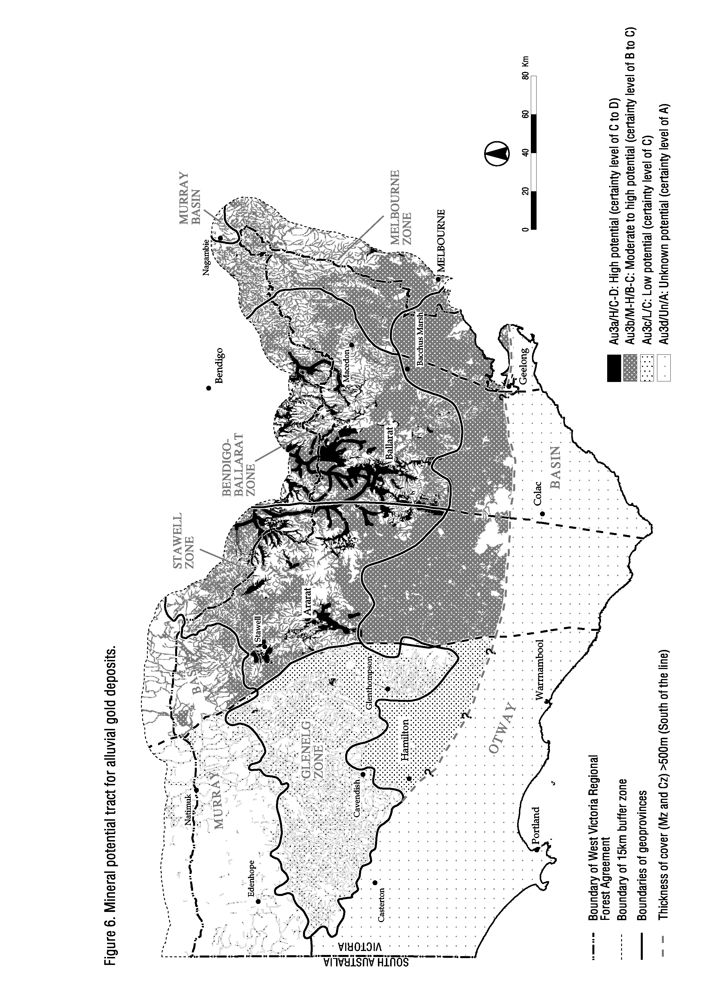 Figure 6. Mineral potential tract for alluvial gold deposits.
MURRAY
BASIN
Nagambie
Bendigo
STAWELL
ZONE
BENDIGO-
BALLARAT
ZONE
MELBOURNE
ZONE
MELBOURNE
BASIN
MURRAY
Natimuk
Edenhope
Stawell
Ararat
Macedon
Bacchus Marsh
Ballarat
GLENELG
ZONE
Glenthompson
Cavendish
Hamilton
Casterton
SOUTH AUSTRALIA
VICTORIA
Geelong
Colac
OTWAY
BASIN
Warrnambool
Portland
?
?
?
?
0 20 40 60 80 Km
Boundary of West Victoria Regional
Forest Agreement
Boundary of 15km buffer zone
Boundaries of geoprovinces
Thickness of cover (Mz and Cz) >500m (South of the line)
Au3a/H/C-D: High potential (certainty level of C to D)
Au3b/M-H/B-C: Moderate to high potential (certainty level of B to C)
Au3c/L/C: Low potential (certainty level of C)
Au3d/Un/A: Unknown potential (certainty level of A)